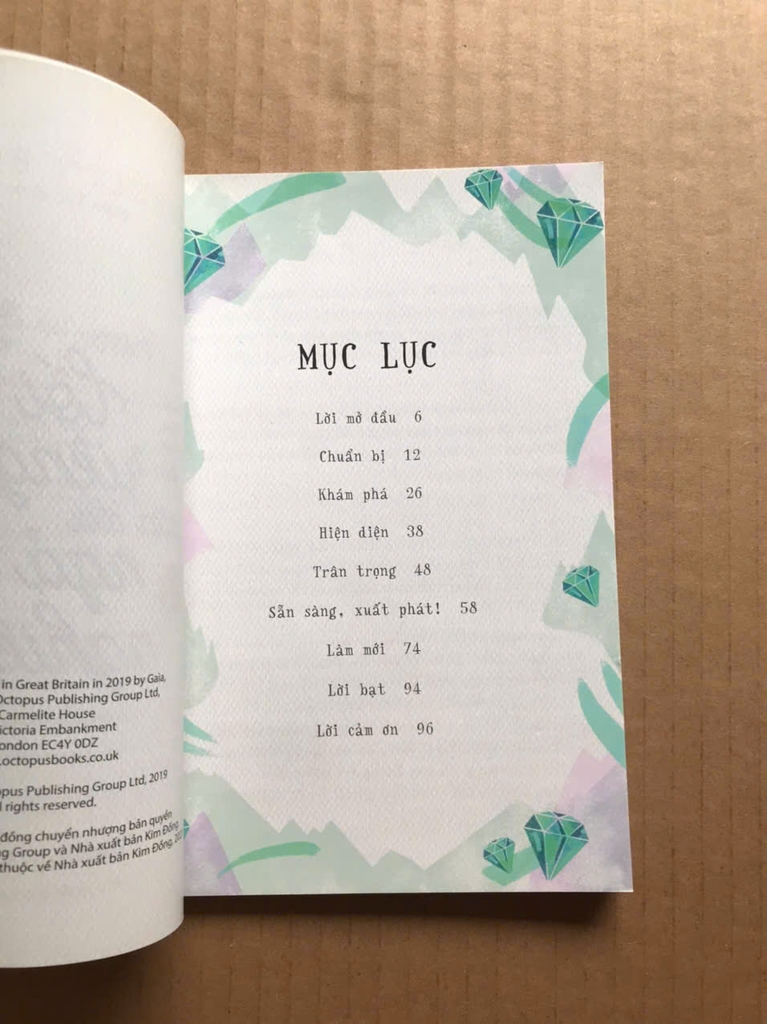 in Great Britain in 2019 by Gaia,
Octopus Publishing Group Ltd,
Carmelite House
ictoria Embankment
ondon EC4Y 0DZ
.octopusbooks.co.uk
opus Publishing Group Ltd, 2019
l rights reserved.
đồng chuyển nhượng bản quyền
ng Group và Nhà xuất bản Kim Đồng,
thuộc về Nhà xuất bản Kim Đồng,
MỤC LỤC
Lời mở đầu 6
Chuẩn bị 12
Khám phá 26
Hiện diện 38
Trân trọng 48
Sẵn sàng, xuất phát! 58
Làm mới 74
Lời bạt 94
Lời cảm ơn 96